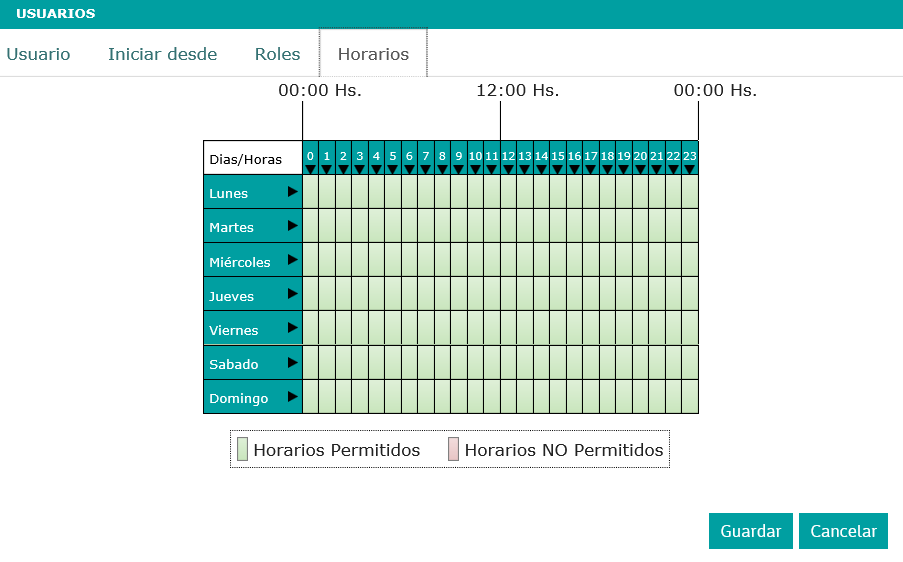 USUARIOS
Usuario Iniciar desde Roles Horarios
00:00 Hs. 12:00 Hs. 00:00 Hs.
Dias/Horas 0 1 2 3 4 5 6 7 8 9 10 11 12 13 14 15 16 17 18 19 20 21 22 23
Lunes
Martes
Miércoles
Jueves
Viernes
Sabado
Domingo
Horarios Permitidos Horarios NO Permitidos
Guardar Cancelar